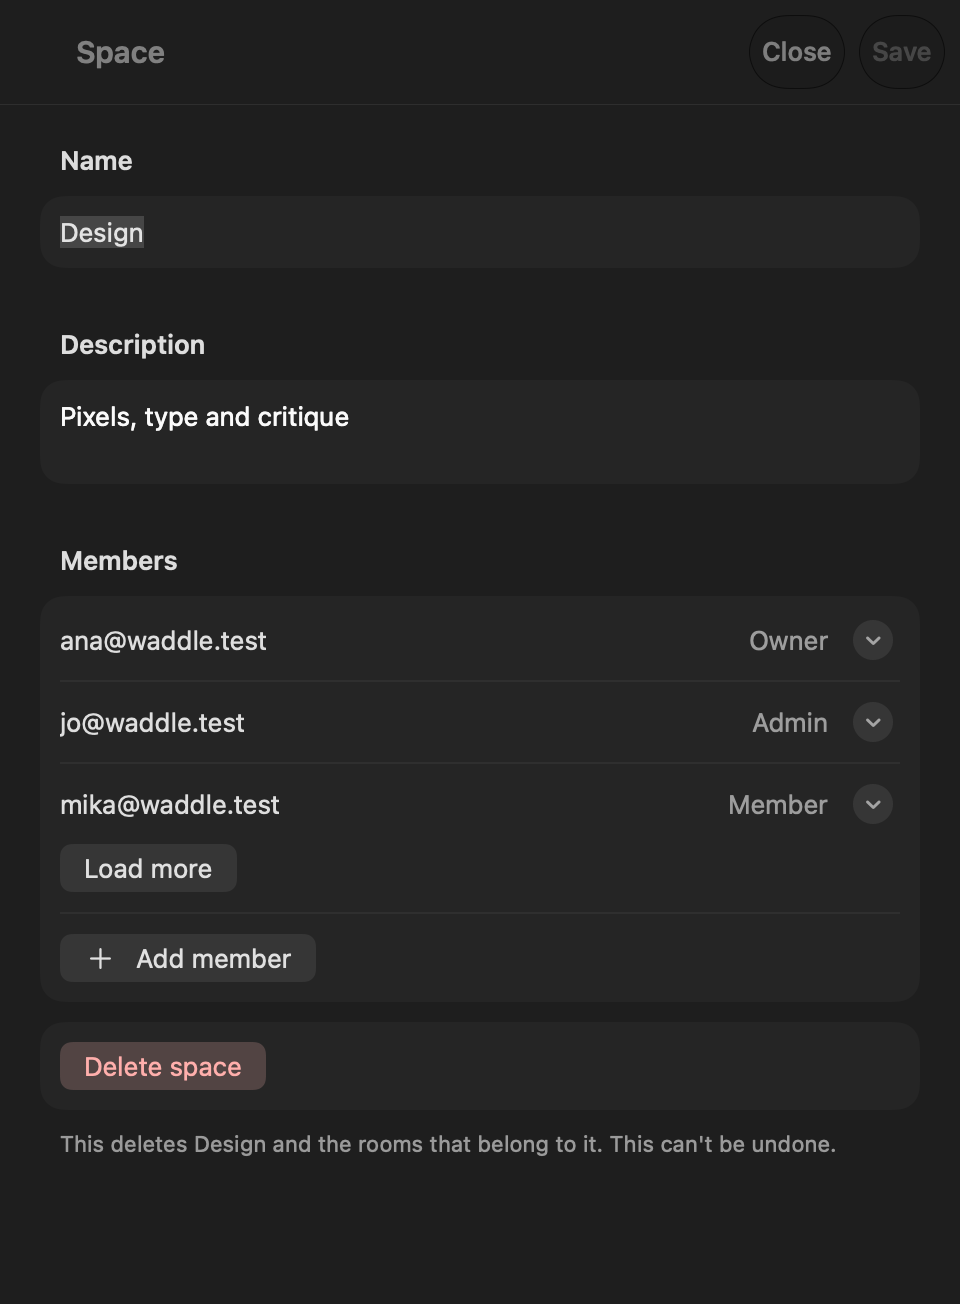 Space
Close
Save
Name
Design
Description
Pixels, type and critique
Members
ana@waddle.test
Owner
jo@waddle.test
Admin
mika@waddle.test
Member
Load more
Add member
Delete space
This deletes Design and the rooms that belong to it. This can't be undone.